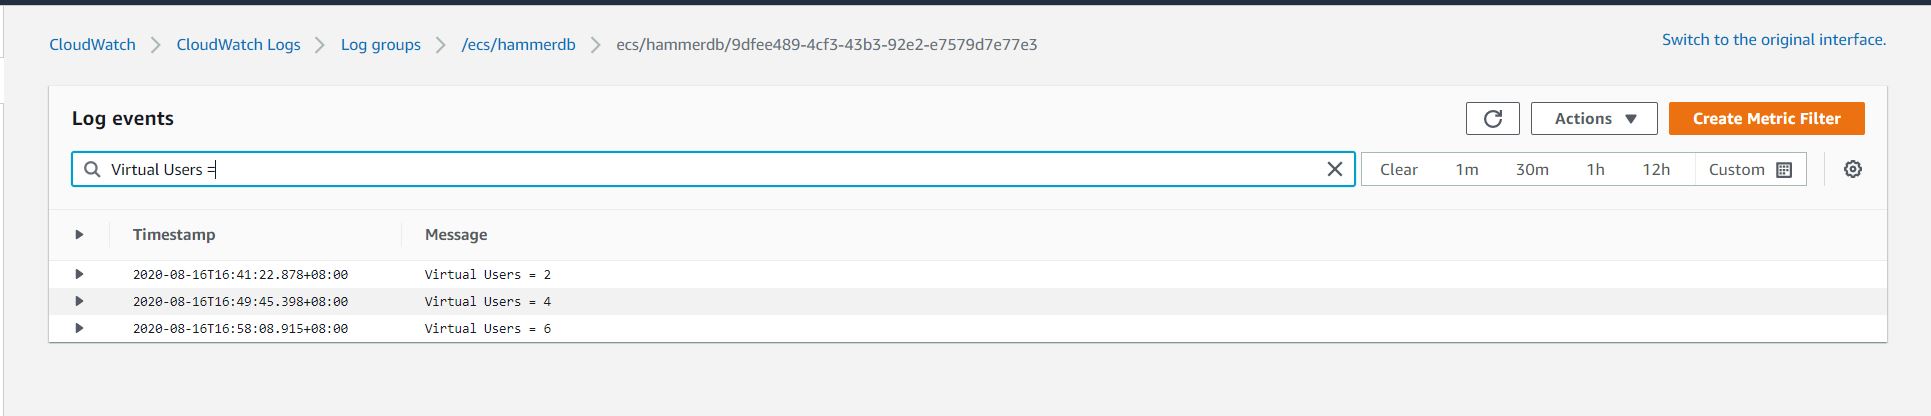 CloudWatch CloudWatch Logs Log groups /ecs/hammerdb ecs/hammerdb/9dfee489-4cf3-43b3-92e2-e7579d7e77e3
Switch to the original interface.
Log events
Actions
Create Metric Filter
Virtual Users =
Clear 1m 30m 1h 12h Custom
Timestamp Message
2020-08-16T16:41:22.878+08:00 Virtual Users = 2
2020-08-16T16:49:45.398+08:00 Virtual Users = 4
2020-08-16T16:58:08.915+08:00 Virtual Users = 6